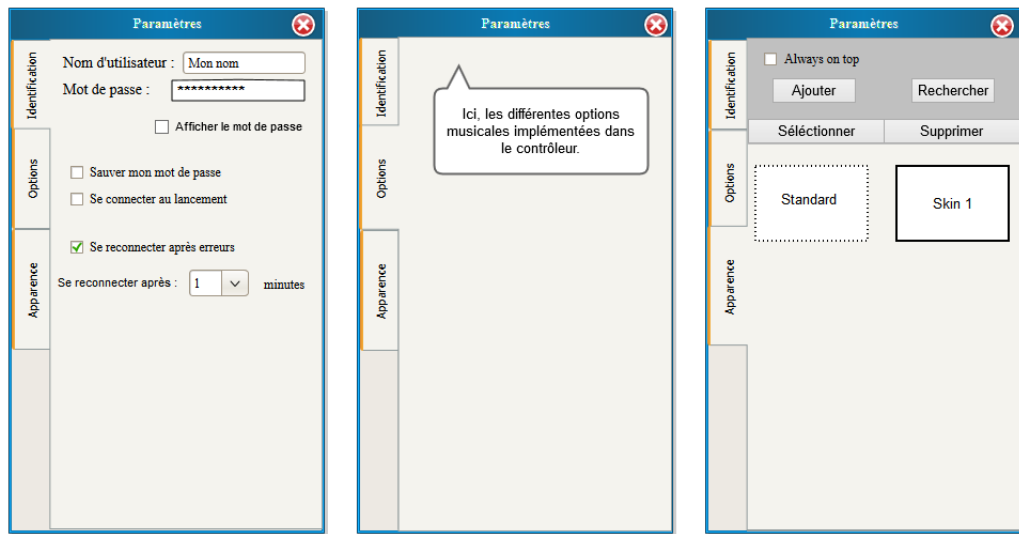 Paramètres
Identification
Options
Apparence
Nom d'utilisateur : Mon nom
Mot de passe : **********
Afficher le mot de passe
Sauver mon mot de passe
Se connecter au lancement
Se reconnecter après erreurs
Se reconnecter après : 1 minutes
Paramètres
Identification
Options
Apparence
Ici, les différentes options
musicales implémentées dans
le contrôleur.
Paramètres
Identification
Options
Apparence
Always on top
Ajouter Rechercher
Séléctionner Supprimer
Standard Skin 1